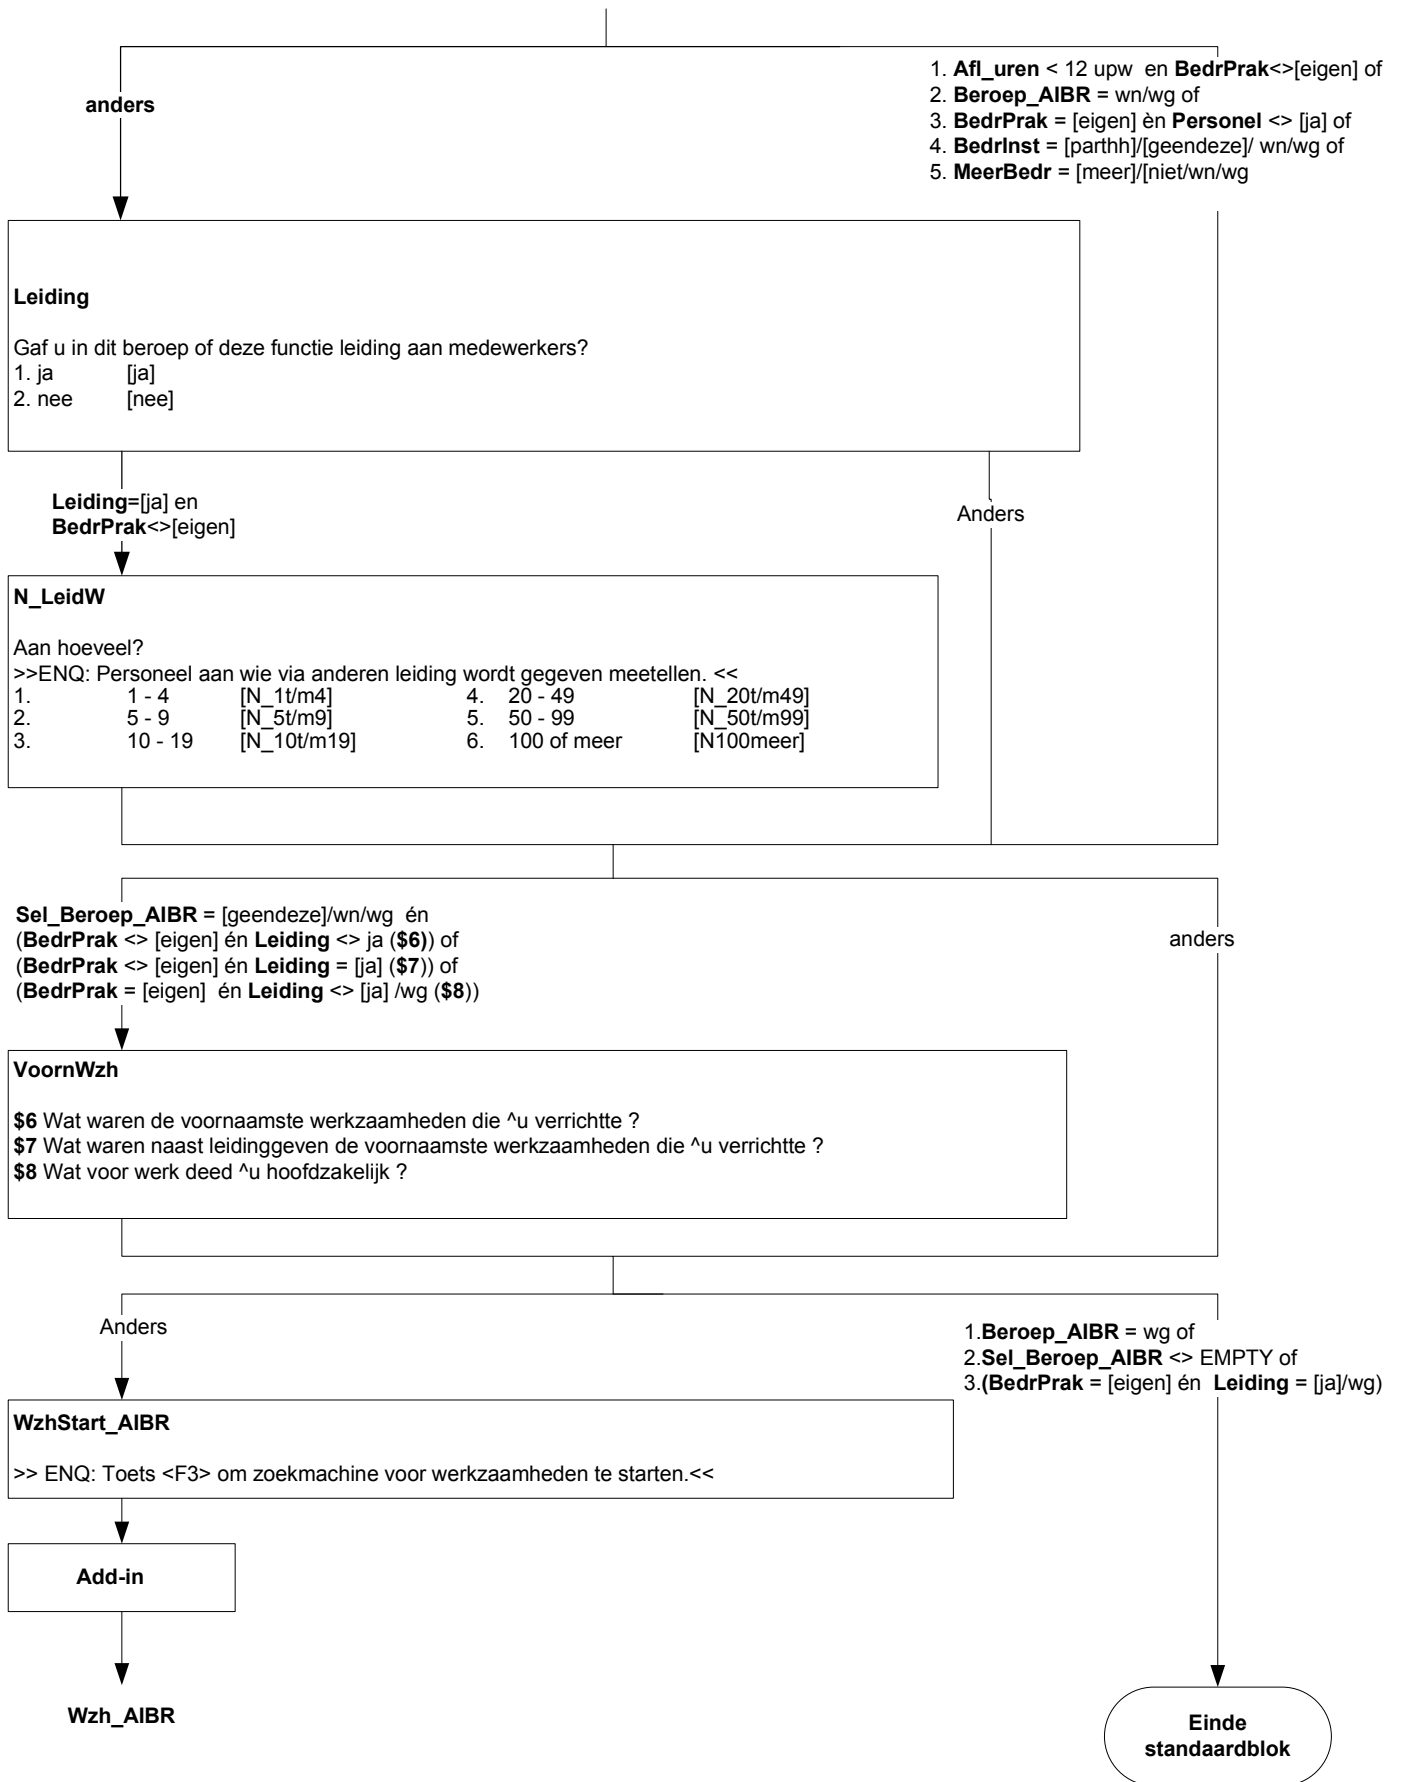 anders
1. Afl_uren < 12 upw en BedrPrak<>[eigen] of
2. Beroep_AIBR = wn/wg of
3. BedrPrak = [eigen] èn Personel <> [ja] of
4. BedrInst = [parthh]/[geendeze]/ wn/wg of
5. MeerBedr = [meer]/[niet/wn/wg
Leiding
Gaf u in dit beroep of deze functie leiding aan medewerkers?
1. ja [ja]
2. nee [nee]
Leiding=[ja] en
BedrPrak<>[eigen]
Anders
N_LeidW
Aan hoeveel?
>>ENQ: Personeel aan wie via anderen leiding wordt gegeven meetellen. <<
1. 1 - 4 [N_1t/m4] 4. 20 - 49 [N_20t/m49]
2. 5 - 9 [N_5t/m9] 5. 50 - 99 [N_50t/m99]
3. 10 - 19 [N_10t/m19] 6. 100 of meer [N100meer]
Sel_Beroep_AIBR = [geendeze]/wn/wg én
(BedrPrak <> [eigen] én Leiding <> ja ($6)) of
(BedrPrak <> [eigen] én Leiding = [ja] ($7)) of
(BedrPrak = [eigen] én Leiding <> [ja] /wg ($8))
anders
VoornWzh
$6 Wat waren de voornaamste werkzaamheden die ^u verrichtte ?
$7 Wat waren naast leidinggeven de voornaamste werkzaamheden die ^u verrichtte ?
$8 Wat voor werk deed ^u hoofdzakelijk ?
Anders
1.Beroep_AIBR = wg of
2.Sel_Beroep_AIBR <> EMPTY of
3.(BedrPrak = [eigen] én Leiding = [ja]/wg)
WzhStart_AIBR
>> ENQ: Toets <F3> om zoekmachine voor werkzaamheden te starten.<<
Add-in
Wzh_AIBR
Einde
standaardblok